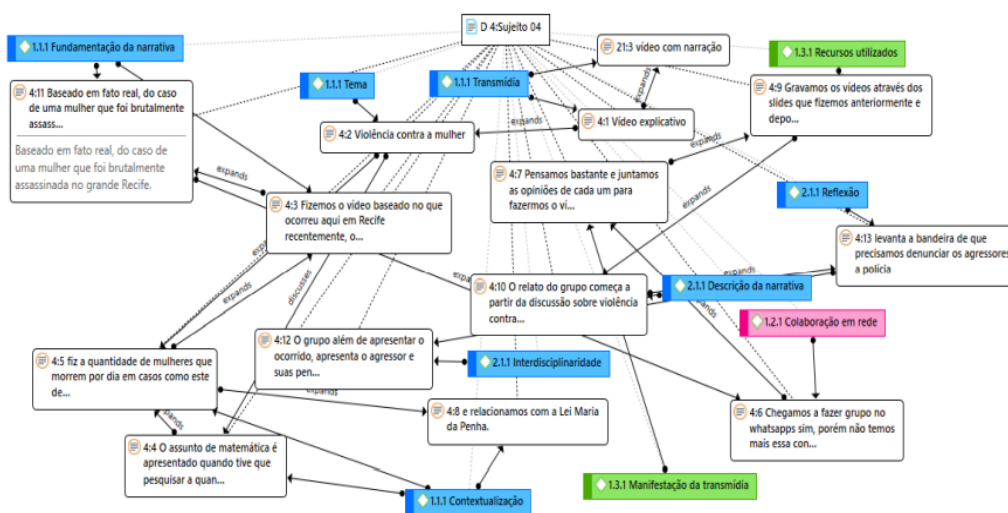 D 4:Sujeito 04
1.1.1 Fundamentação da narrativa
21:3 vídeo com narração
1.3.1 Recursos utilizados
1.1.1 Tema
1.1.1 Transmídia
4:11 Baseado em fato real, do caso
de uma mulher que foi brutalmente
assass...
Baseado em fato real, do caso de
uma mulher que foi brutalmente
assassinada no grande Recife.
4:9 Gravamos os vídeos através dos
slides que fizemos anteriormente e
depo...
expands
4:2 Violência contra a mulher
expands
4:1 Vídeo explicativo
expands
4:7 Pensamos bastante e juntamos
as opiniões de cada um para
fazermos o ví...
expands
2.1.1 Reflexão
4:3 Fizemos o vídeo baseado no que
ocorreu aqui em Recife
recentemente, o...
4:13 levanta a bandeira de que
precisamos denunciar os agressores
a polícia
expands
discusses
expands
4:10 O relato do grupo começa a
partir da discussão sobre violência
contra...
2.1.1 Descrição da narrativa
1.2.1 Colaboração em rede
4:12 O grupo além de apresentar o
ocorrido, apresenta o agressor e
suas pen...
2.1.1 Interdisciplinaridade
4:5 fiz a quantidade de mulheres que
morrem por dia em casos como este
de...
expands
4:8 e relacionamos com a Lei Maria
da Penha.
4:6 Chegamos a fazer grupo no
whatsapps sim, porém não temos
mais essa con...
expands
4:4 O assunto de matemática é
apresentado quando tive que
pesquisar a quan...
1.1.1 Contextualização
1.3.1 Manifestação da transmídia